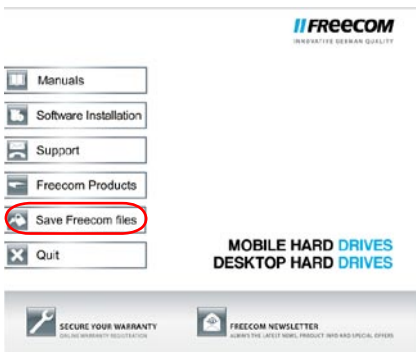 FREECOM
INNOVATIVE GERMAN QUALITY
Manuals
Software Installation
Support
Freecom Products
Save Freecom files
Quit
MOBILE HARD DRIVES
DESKTOP HARD DRIVES
SECURE YOUR WARRANTY
ONLINE WARRANTY REGISTRATION
FREECOM NEWSLETTER
ALWAYS THE LATEST NEWS, PRODUCT INFO AND SPECIAL OFFERS